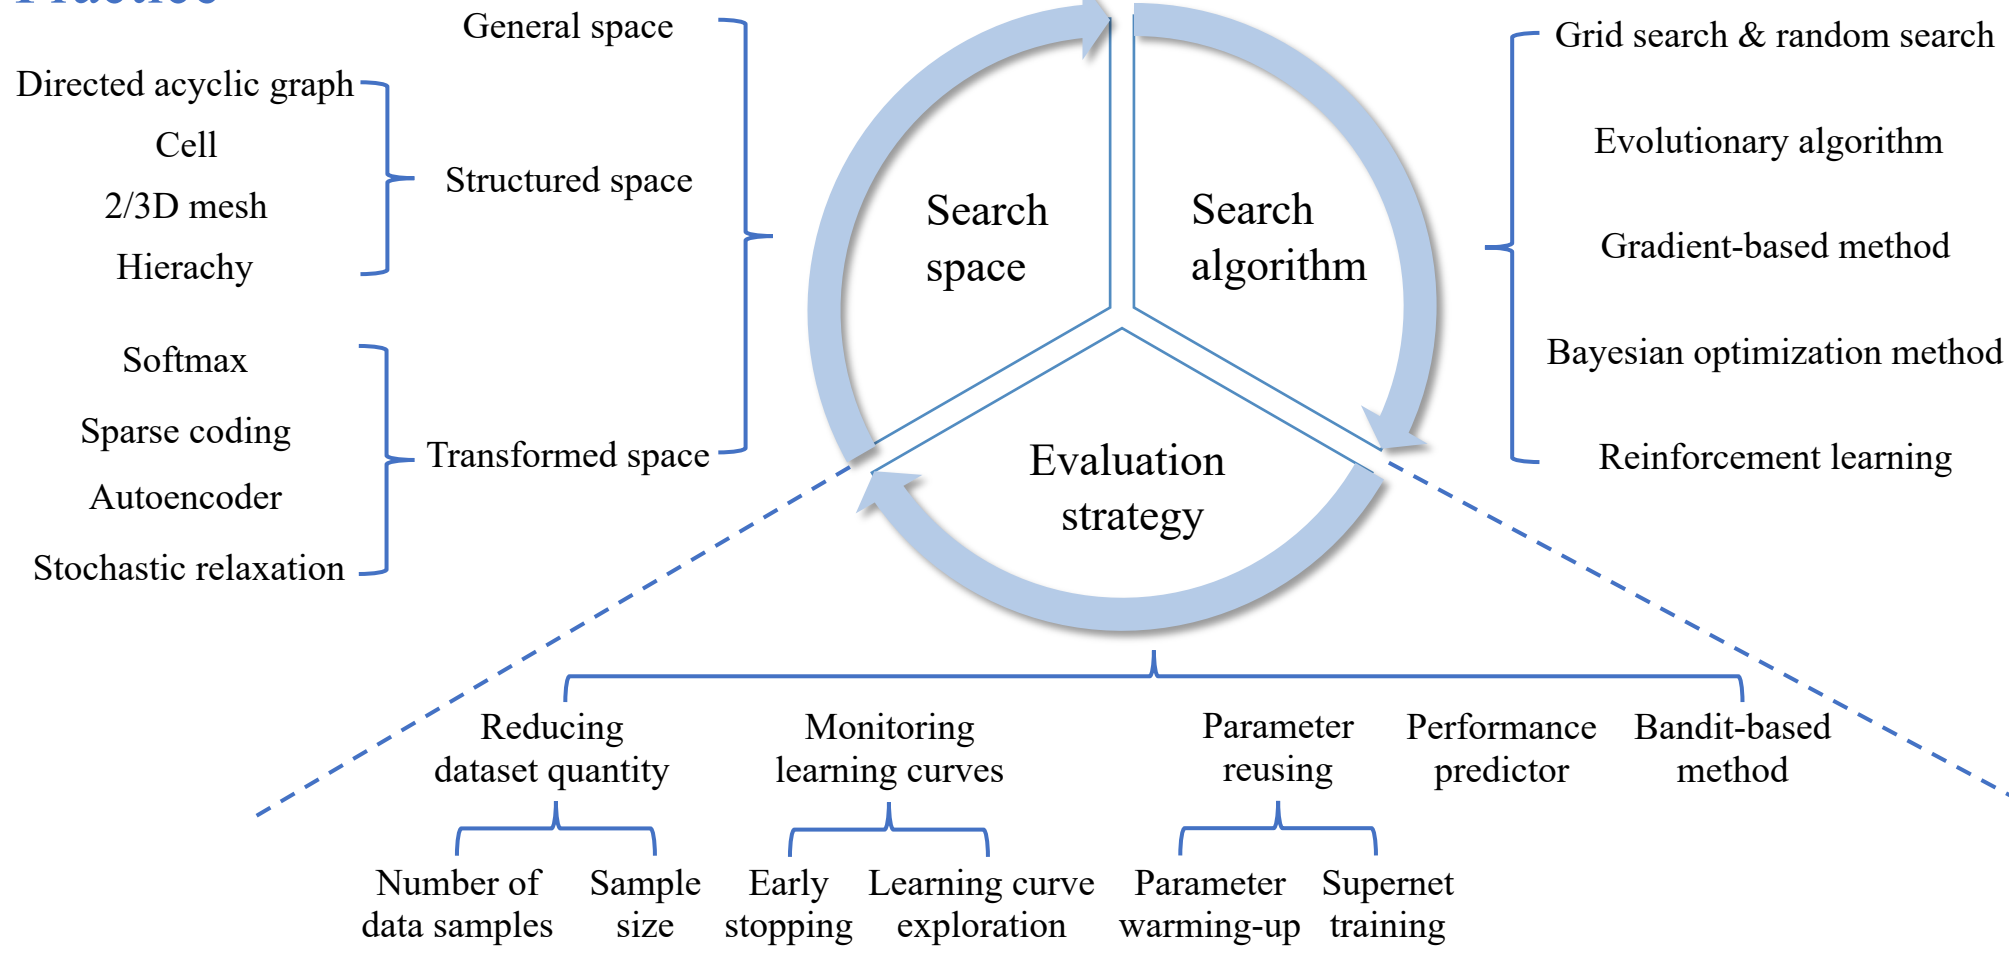 Practice
General space
Directed acyclic graph
Cell
2/3D mesh
Hierachy
Structured space
Softmax
Sparse coding
Autoencoder
Stochastic relaxation
Transformed space
Search
space
Search
algorithm
Evaluation
strategy
Grid search & random search
Evolutionary algorithm
Gradient-based method
Bayesian optimization method
Reinforcement learning
Reducing
dataset quantity
Monitoring
learning curves
Parameter
reusing
Performance
predictor
Bandit-based
method
Number of
data samples
Sample
size
Early
stopping
Learning curve
exploration
Parameter
warming-up
Supernet
training